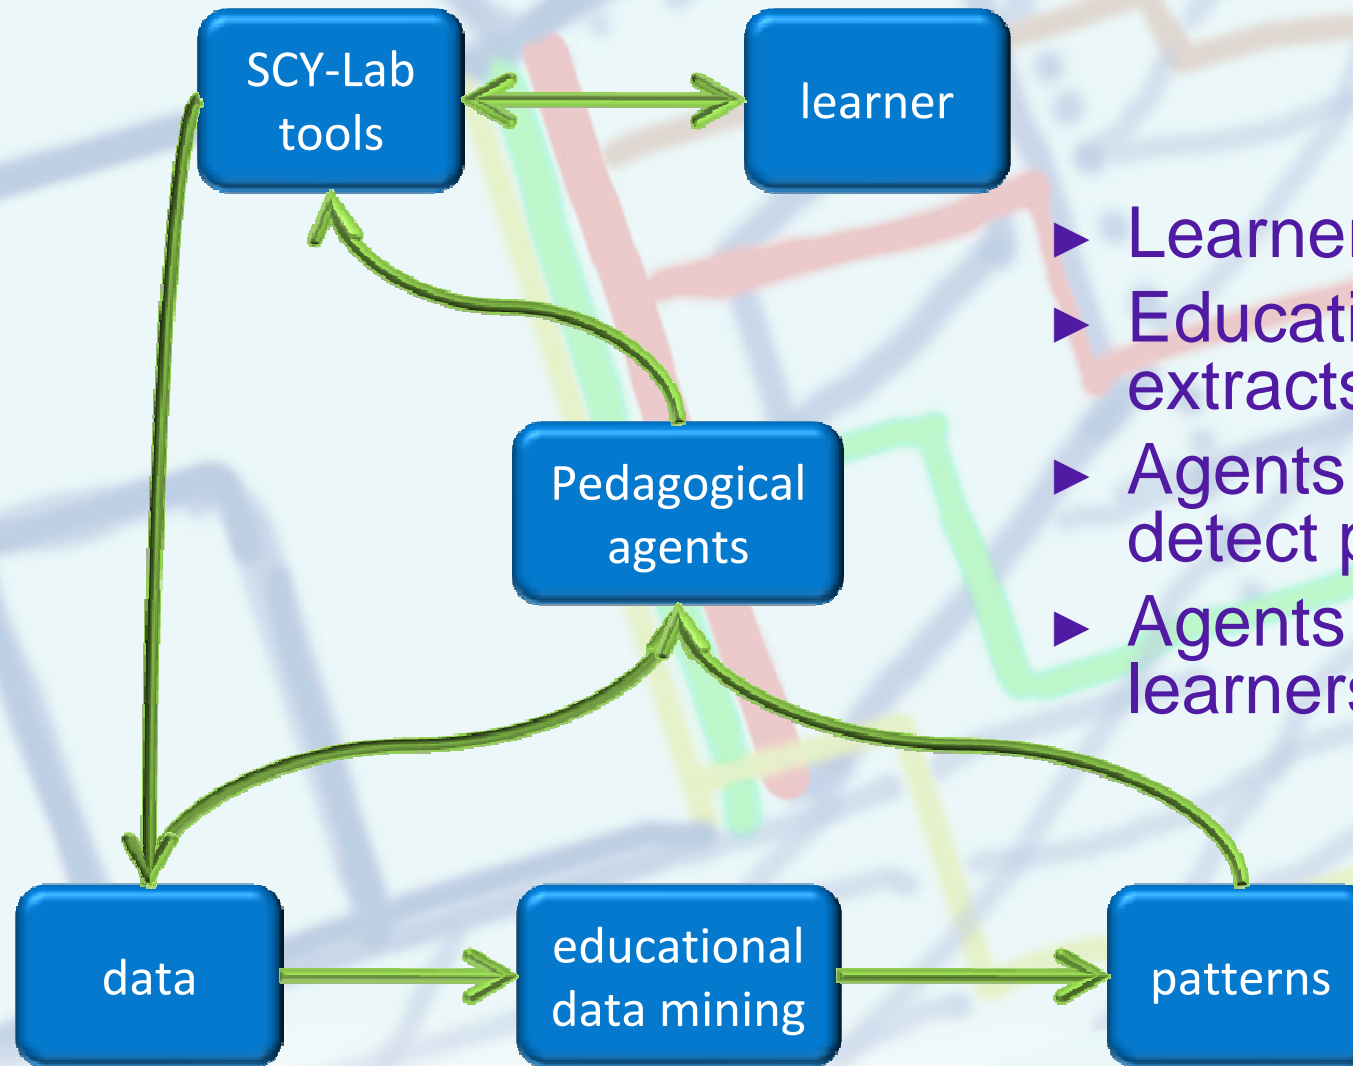 SCY-Lab
tools
learner
Pedagogical
agents
data
educational
data mining
patterns
► Learner
► Educati
extracts
► Agents
detect p
► Agents
learners